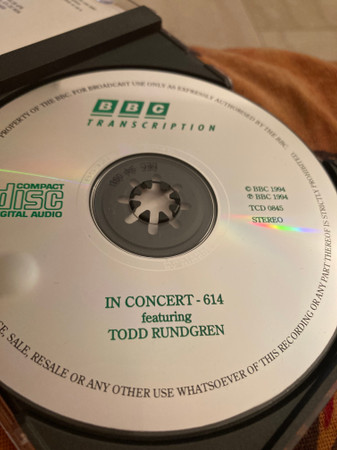 PROPERTY OF THE BBC. FOR BROADCAST USE ONLY AS EXPRESSLY AUTHORISED BY THE BBC.
BBC
TRANSCRIPTION
COMPACT
disc
DIGITAL AUDIO
© BBC 1994
℗ BBC 1994
TCD 0845
STEREO
IN CONCERT - 614
featuring
TODD RUNDGREN
SALE, RESALE OR ANY OTHER USE WHATSOEVER OF THIS RECORDING OR ANY PART THEREOF IS STRICTLY PROHIBITED.